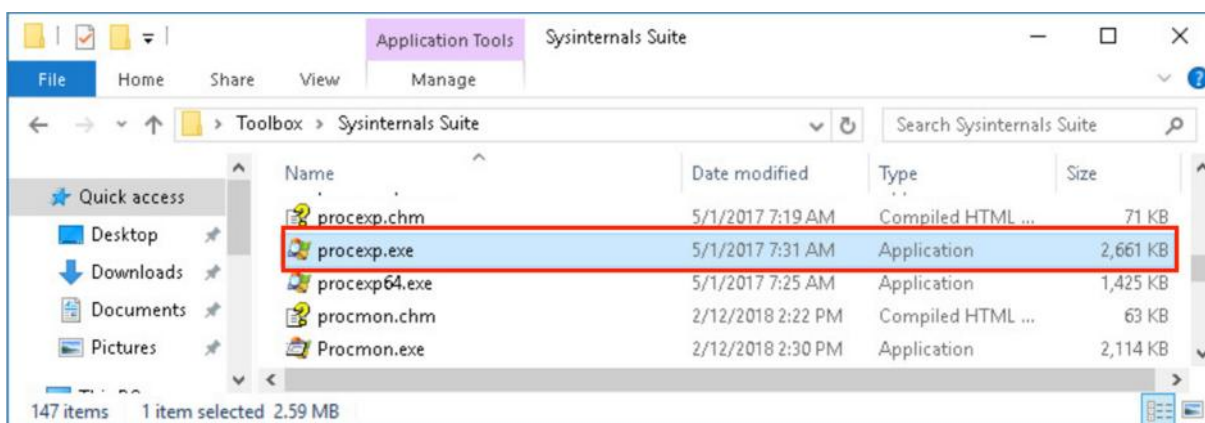 Application Tools Sysinternals Suite
File Home Share View Manage
Toolbox > Sysinternals Suite Search Sysinternals Suite
Name Date modified Type Size
Quick access
procexp.chm 5/1/2017 7:19 AM Compiled HTML ... 71 KB
Desktop procexp.exe 5/1/2017 7:31 AM Application 2,661 KB
Downloads procexp64.exe 5/1/2017 7:25 AM Application 1,425 KB
Documents procmon.chm 2/12/2018 2:22 PM Compiled HTML ... 63 KB
Pictures Procmon.exe 2/12/2018 2:30 PM Application 2,114 KB
147 items 1 item selected 2.59 MB